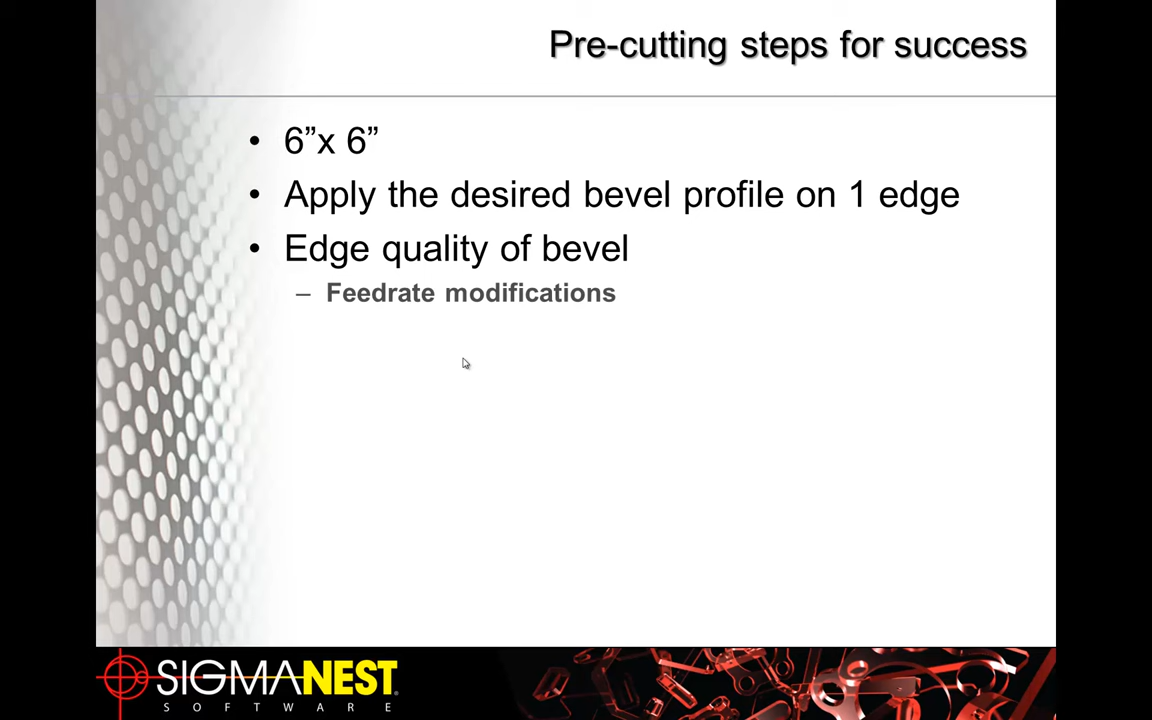 Pre-cutting steps for success
• 6”x 6”
• Apply the desired bevel profile on 1 edge
• Edge quality of bevel
– Feedrate modifications
SIGMANEST®
SOFTWARE